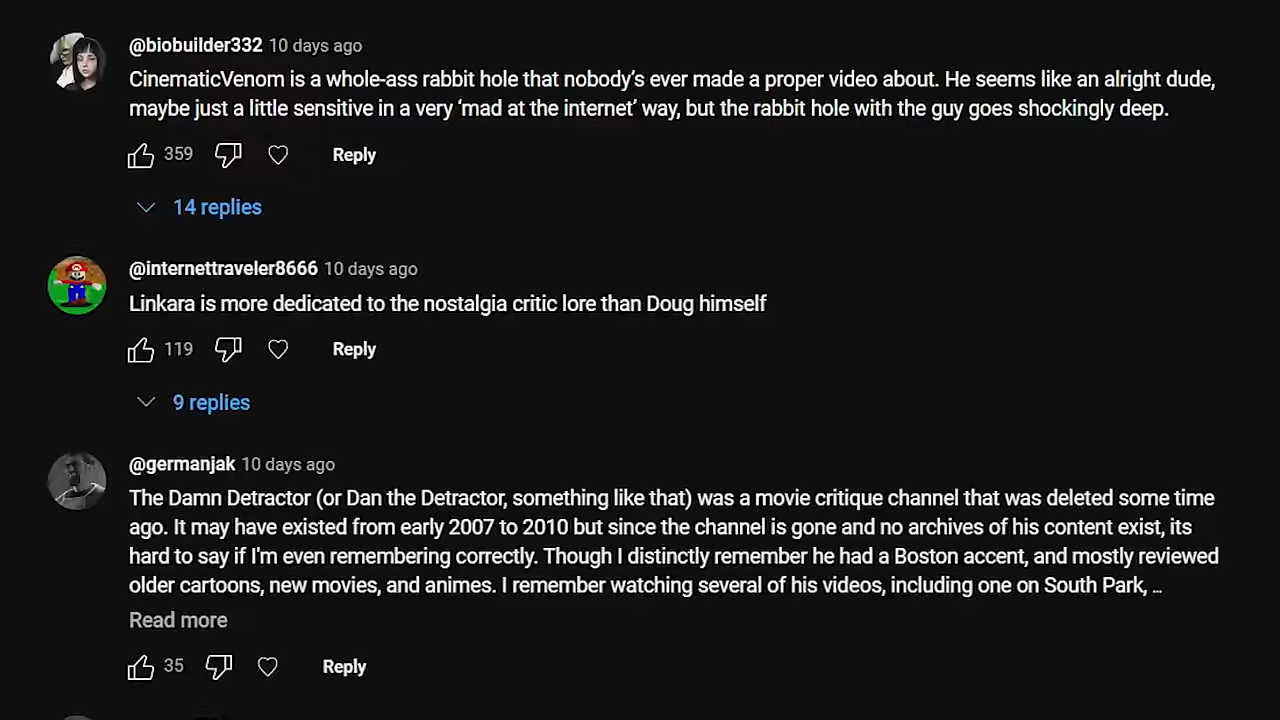 @biobuilder332 10 days ago
CinematicVenom is a whole-ass rabbit hole that nobody’s ever made a proper video about. He seems like an alright dude,
maybe just a little sensitive in a very ‘mad at the internet’ way, but the rabbit hole with the guy goes shockingly deep.
359 Reply
14 replies
@internettraveler8666 10 days ago
Linkara is more dedicated to the nostalgia critic lore than Doug himself
119 Reply
9 replies
@germanjak 10 days ago
The Damn Detractor (or Dan the Detractor, something like that) was a movie critique channel that was deleted some time
ago. It may have existed from early 2007 to 2010 but since the channel is gone and no archives of his content exist, its
hard to say if I'm even remembering correctly. Though I distinctly remember he had a Boston accent, and mostly reviewed
older cartoons, new movies, and animes. I remember watching several of his videos, including one on South Park, ...
Read more
35 Reply